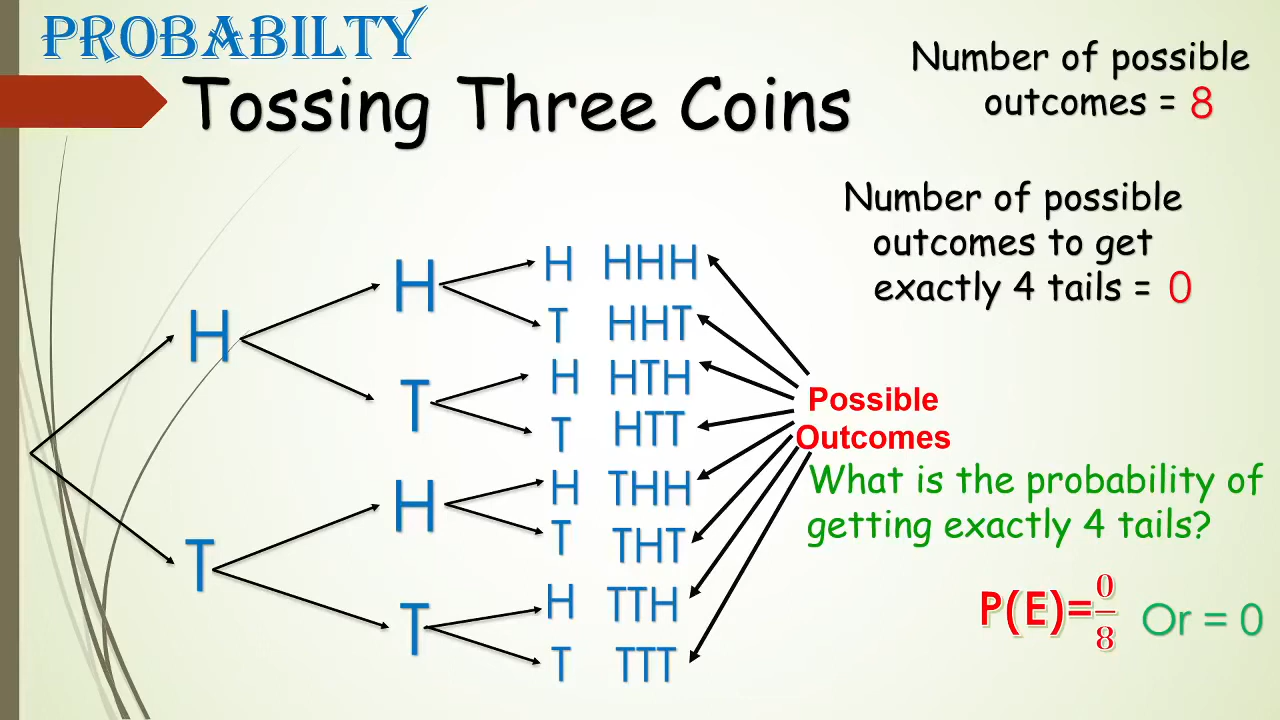 PROBABILTY
Tossing Three Coins
Number of possible
outcomes = 8
Number of possible
outcomes to get
exactly 4 tails = 0
H
T
H
T
H
T
H HHH
T HHT
H HTH
T HTT
H THH
T THT
H TTH
T TTT
Possible
Outcomes
What is the probability of
getting exactly 4 tails?
P(E)=0/8 Or = 0